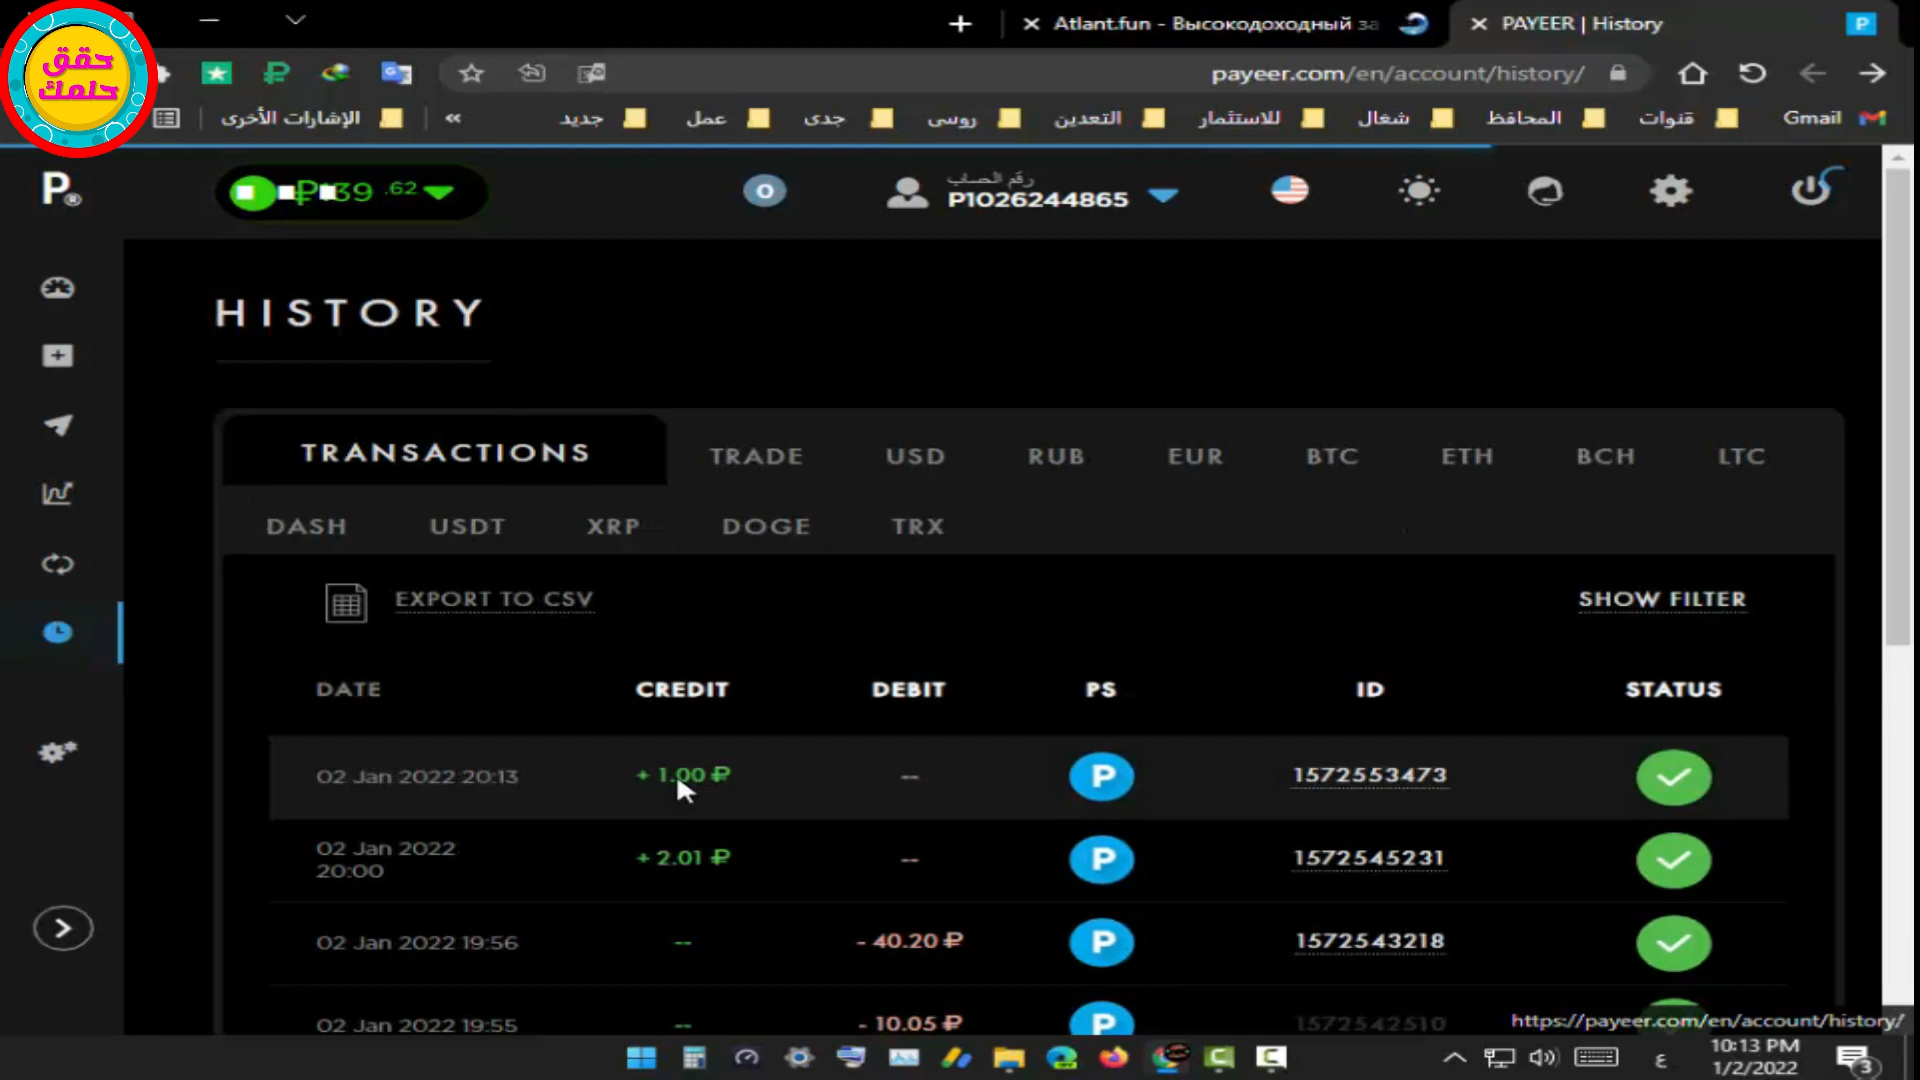 حقق
حلمك
Atlant.fun - Высокодоходный за
PAYEER | History
P
payeer.com/en/account/history/
الإشارات الأخرى
»
جديد
عمل
جدى
روسى
التعدين
للاستثمار
شغال
المحافظ
قنوات
Gmail
P®
₽139.62
0
رقم الحساب
P1026244865
HISTORY
TRANSACTIONS TRADE USD RUB EUR BTC ETH BCH LTC
DASH USDT XRP DOGE TRX
EXPORT TO CSV
SHOW FILTER
DATE CREDIT DEBIT PS ID STATUS
02 Jan 2022 20:13 + 1.00 ₽ -- P 1572553473
02 Jan 2022
20:00
+ 2.01 ₽ -- P 1572545231
02 Jan 2022 19:56 -- - 40.20 ₽ P 1572543218
02 Jan 2022 19:55 -- - 10.05 ₽ P 1572542510
https://payeer.com/en/account/history/
ع
10:13 PM
1/2/2022
3